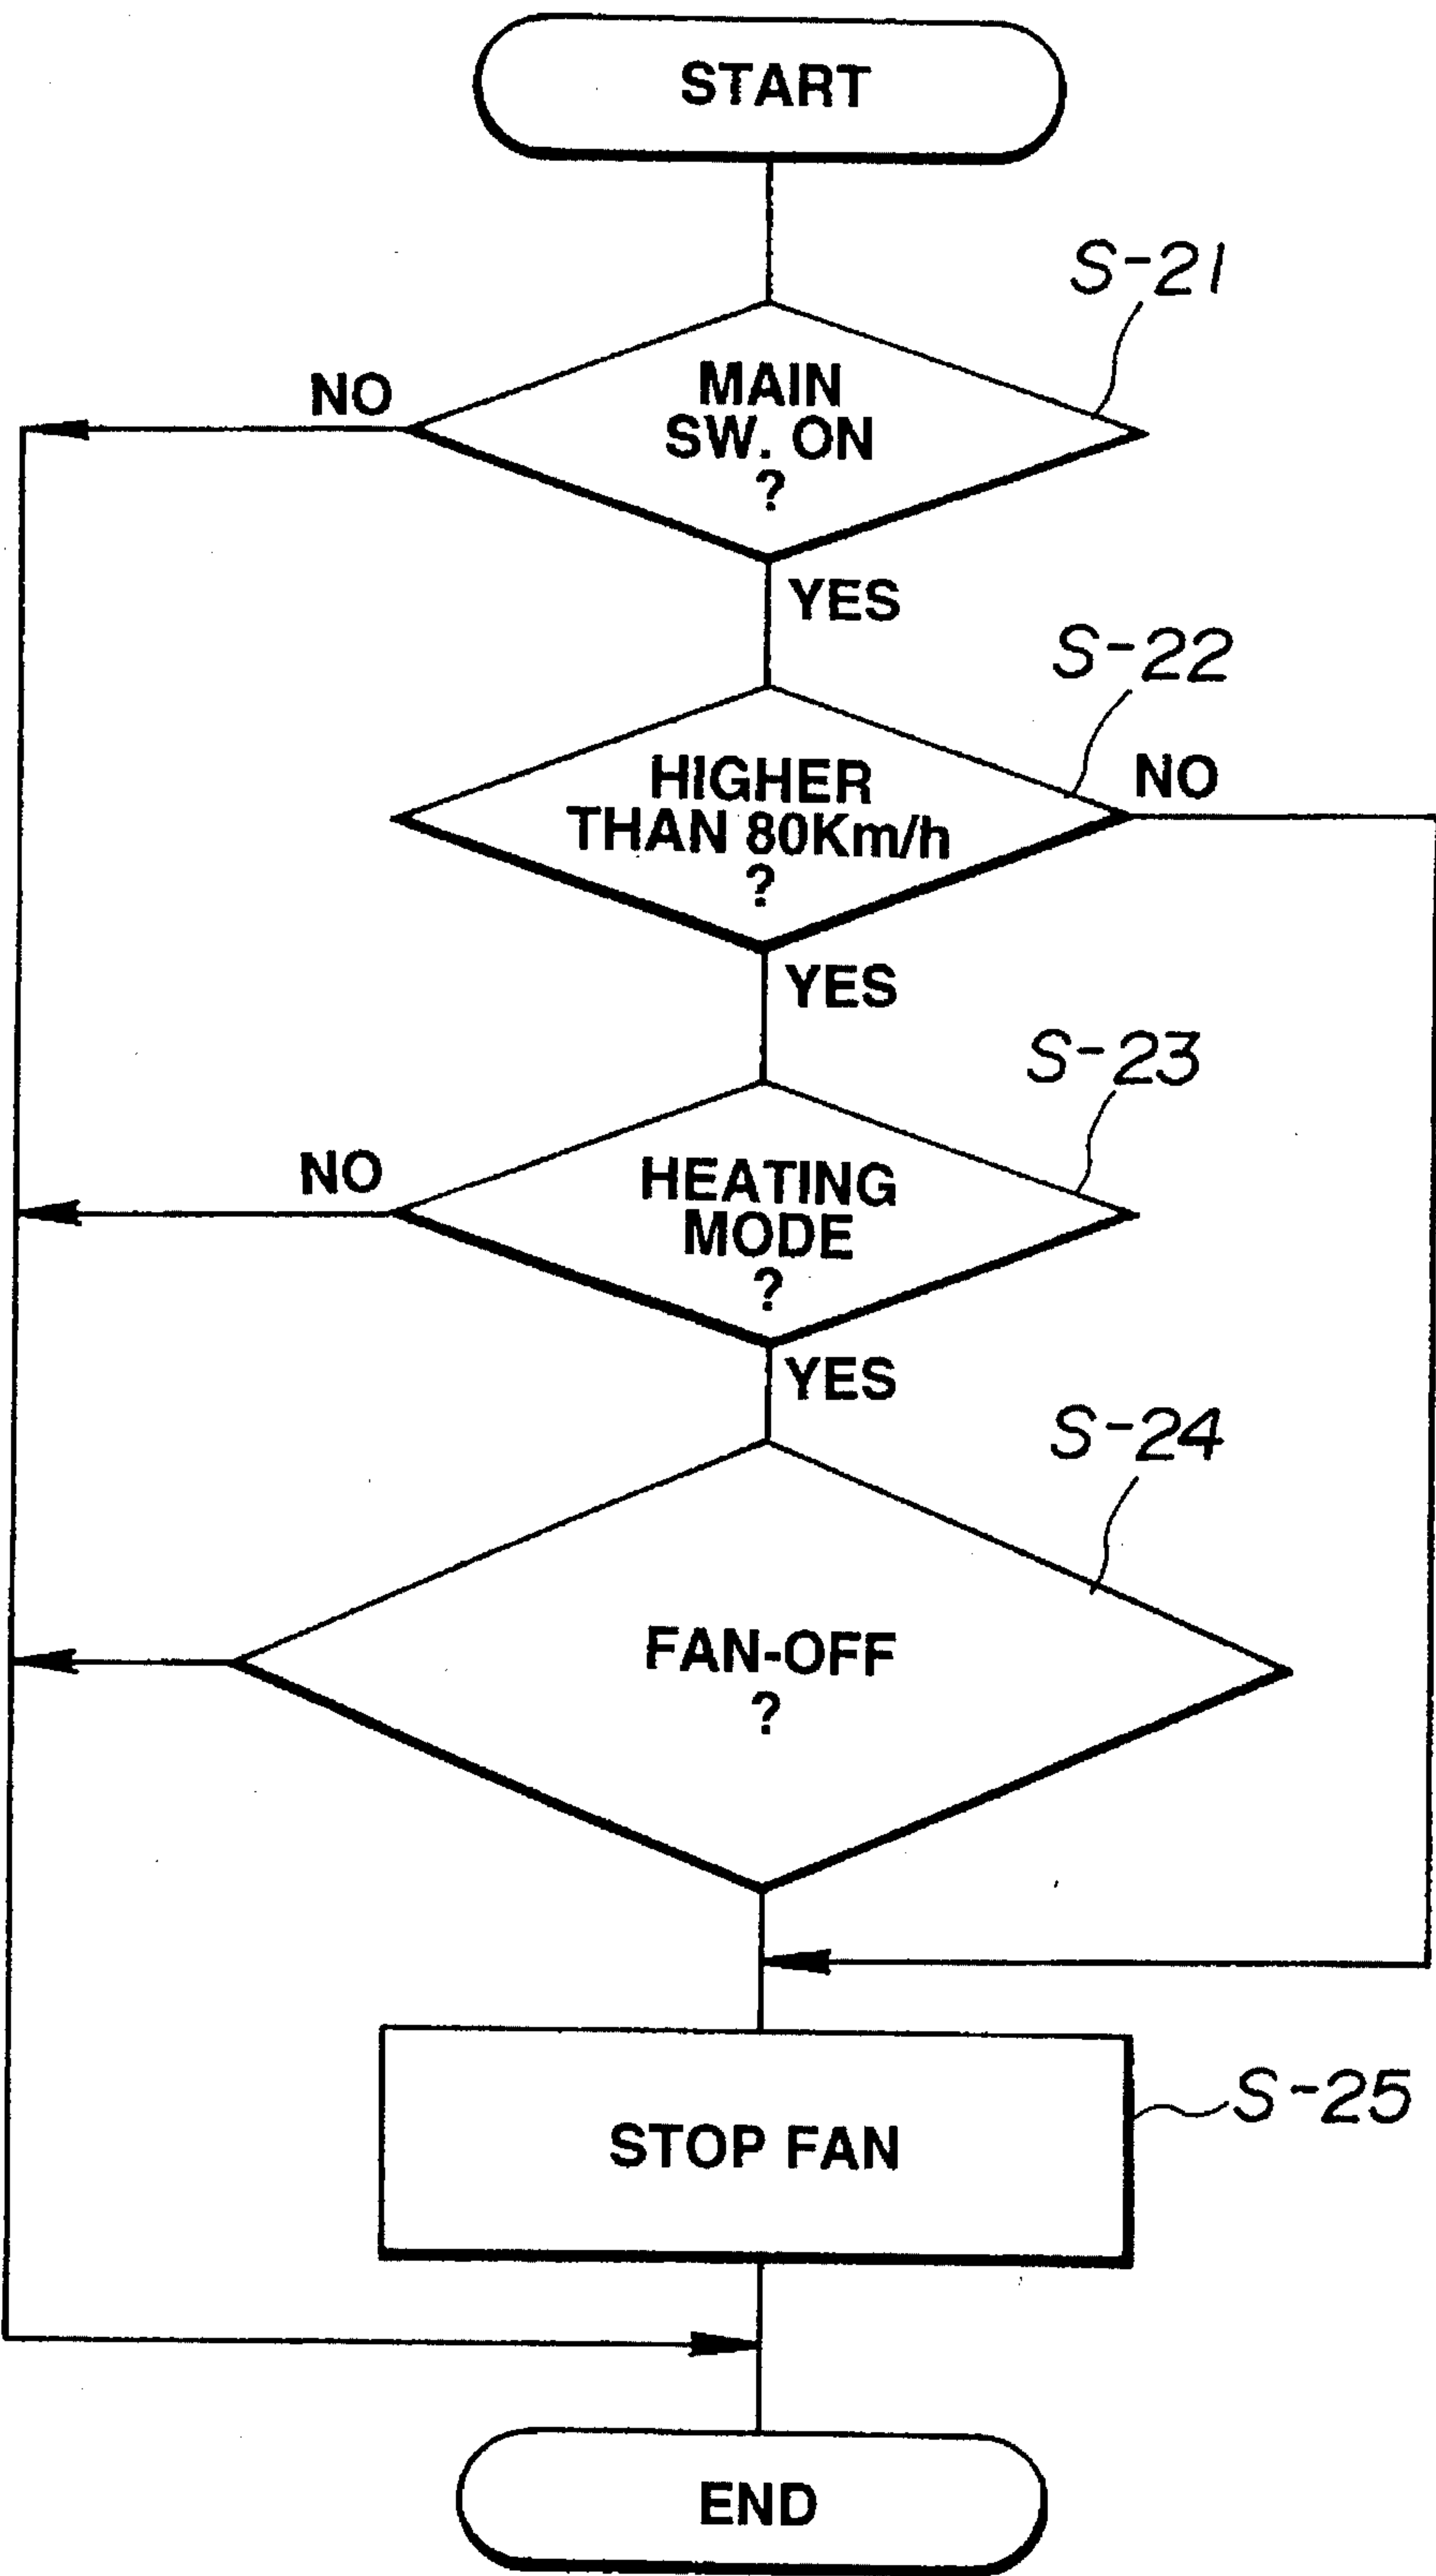 START
S-21
NO
MAIN
SW. ON
?
YES
S-22
HIGHER
THAN 80Km/h
?
NO
YES
S-23
NO
HEATING
MODE
?
YES
S-24
FAN-OFF
?
STOP FAN
S-25
END